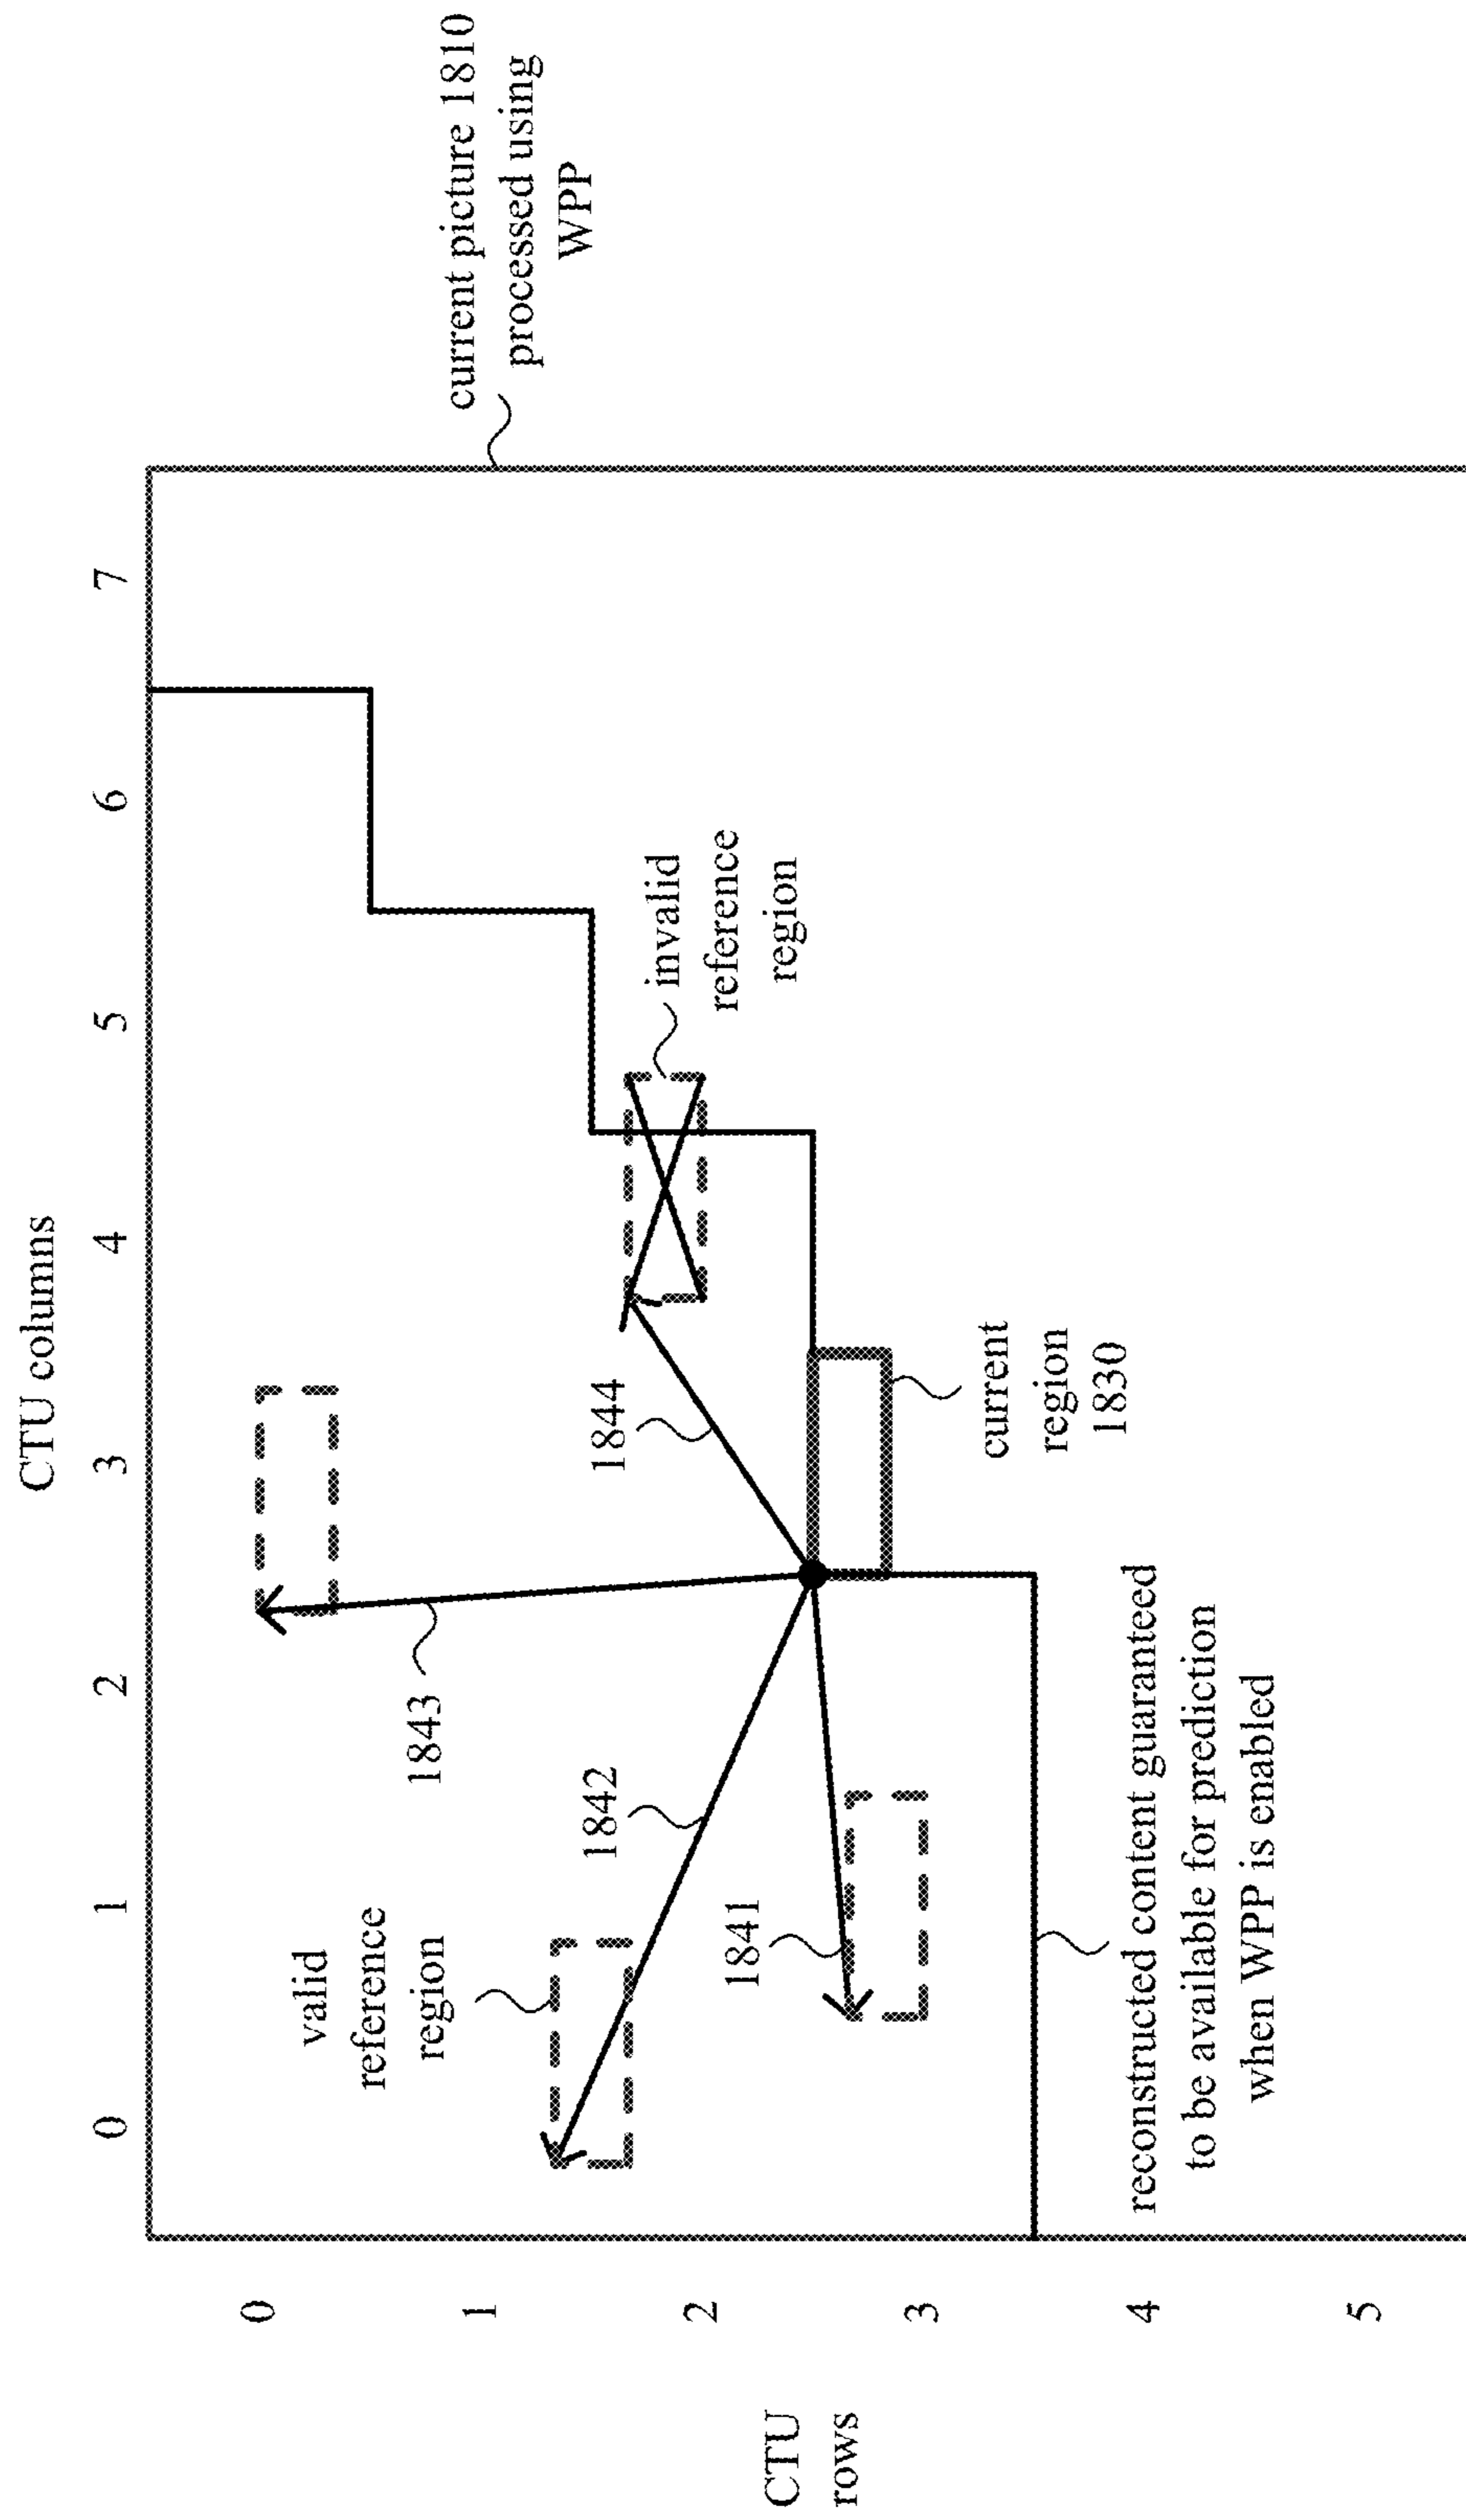 CTU columns
0 1 2 3 4 5 6 7
CTU
rows
0
1
2
3
4
5
current picture 1810
processed using
WPP
valid
reference
region
1843
1842
1841
1844
invalid
reference
region
current
region
1830
reconstructed content guaranteed
to be available for prediction
when WPP is enabled